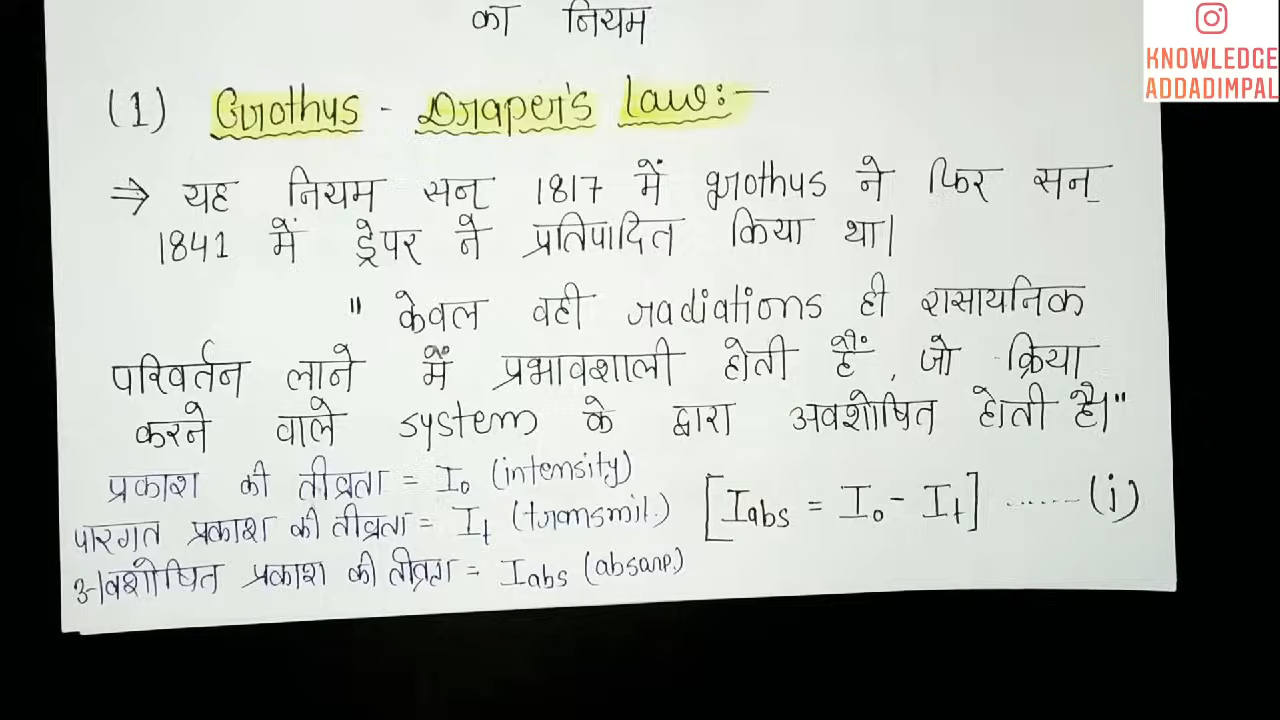 का नियम
KNOWLEDGE
ADDADIMPAL
(1) Grothus - Draper's Law:-
⇒ यह नियम सन् 1817 में grothus ने फिर सन्
1841 में ड्रेपर ने प्रतिपादित किया था।
" केवल वही radiations ही रासायनिक
परिवर्तन लाने में प्रभावशाली होती हैं, जो क्रिया
करने वाले system के द्वारा अवशोषित होती है।"
प्रकाश की तीव्रता = I₀ (intensity)
पारगत प्रकाश की तीव्रता = Iₜ (transmit.)
[Iabs = I₀ - Iₜ] ........ (i)
अवशोषित प्रकाश की तीव्रता = Iabs (absorp.)